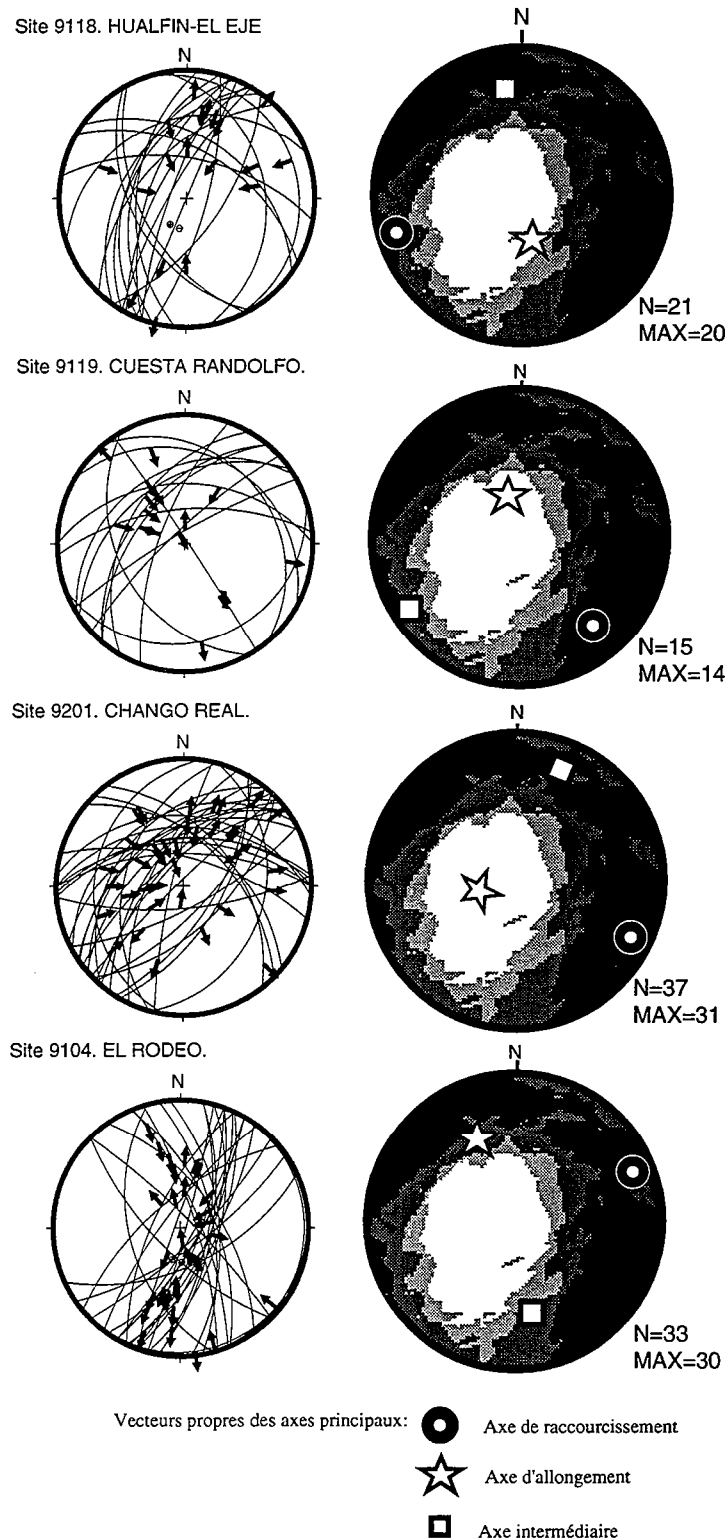 Site 9118. HUALFIN-EL EJE
N
N
N=21
MAX=20
Site 9119. CUESTA RANDOLFO.
N
N
N=15
MAX=14
Site 9201. CHANGO REAL.
N
N
N=37
MAX=31
Site 9104. EL RODEO.
N
N
N=33
MAX=30
Vecteurs propres des axes principaux:
Axe de raccourcissement
Axe d'allongement
Axe intermédiaire